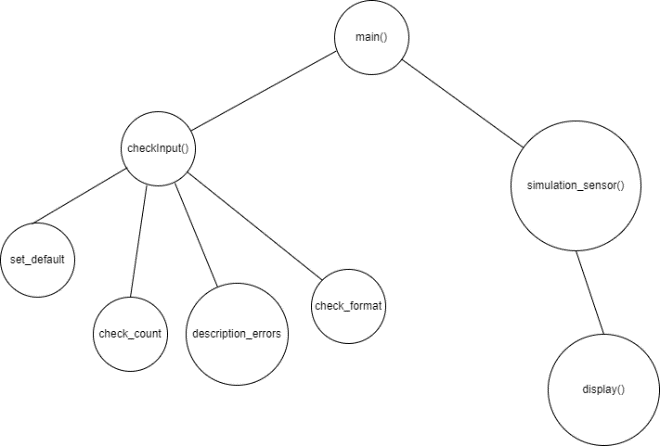 main()
checkInput()
simulation_sensor()
set_default
check_count
description_errors
check_format
display()